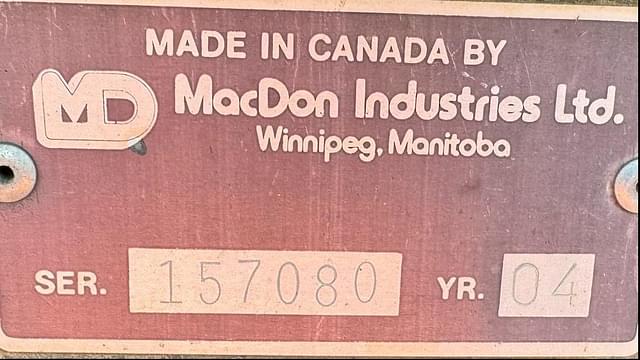 MADE IN CANADA BY
MD MacDon Industries Ltd.
Winnipeg, Manitoba
SER. 157080 YR. 04